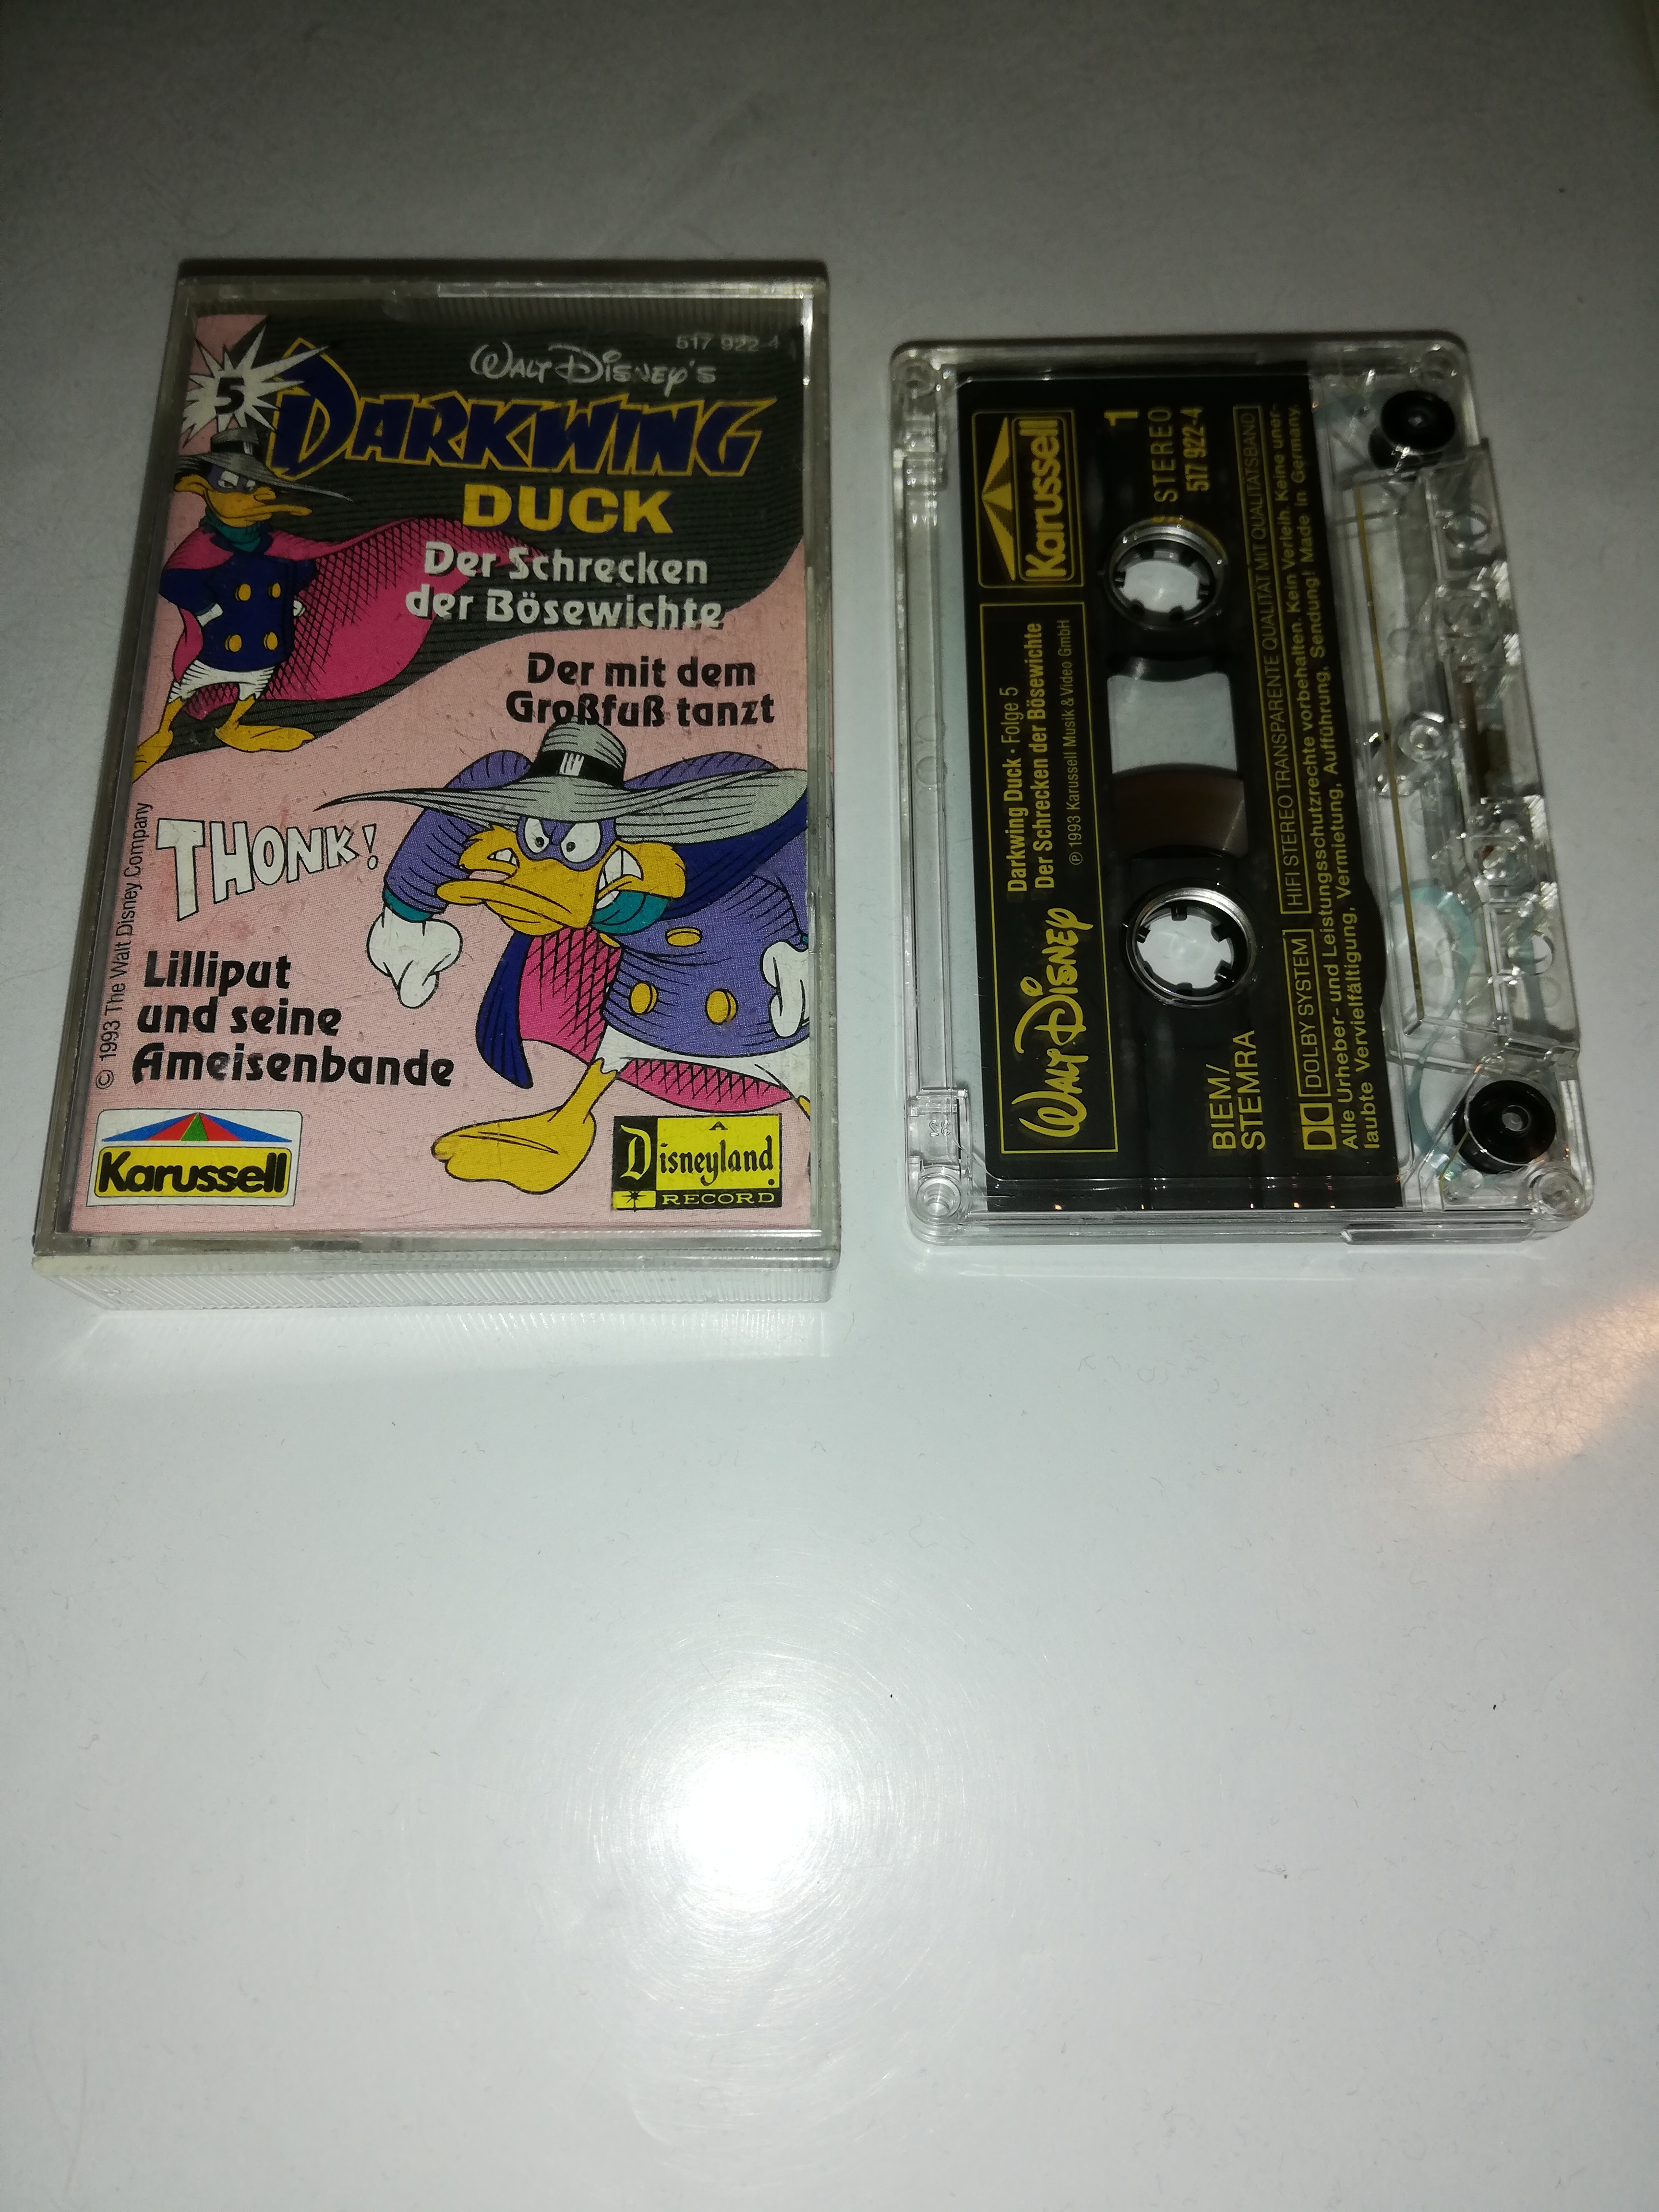 517 922-4
WALT DISNEY'S
5
DARKWING
DUCK
Der Schrecken
der Bösewichte
Der mit dem
Großfuß tanzt
THONK!
© 1993 The Walt Disney Company
Lilliput
und seine
Ameisenbande
Karussell
A
Disneyland
RECORD
WALT DISNEY
Darkwing Duck · Folge 5
Der Schrecken der Bösewichte
℗ 1993 Karussell Musik & Video GmbH
Karussell
1
STEREO
517 922-4
BIEM/
STEMRA
DOLBY SYSTEM HIFI STEREO TRANSPARENTE QUALITÄT MIT QUALITÄTSBAND
Alle Urheber- und Leistungsschutzrechte vorbehalten. Kein Verleih. Keine uner-
laubte Vervielfältigung, Vermietung, Aufführung, Sendung! Made in Germany.